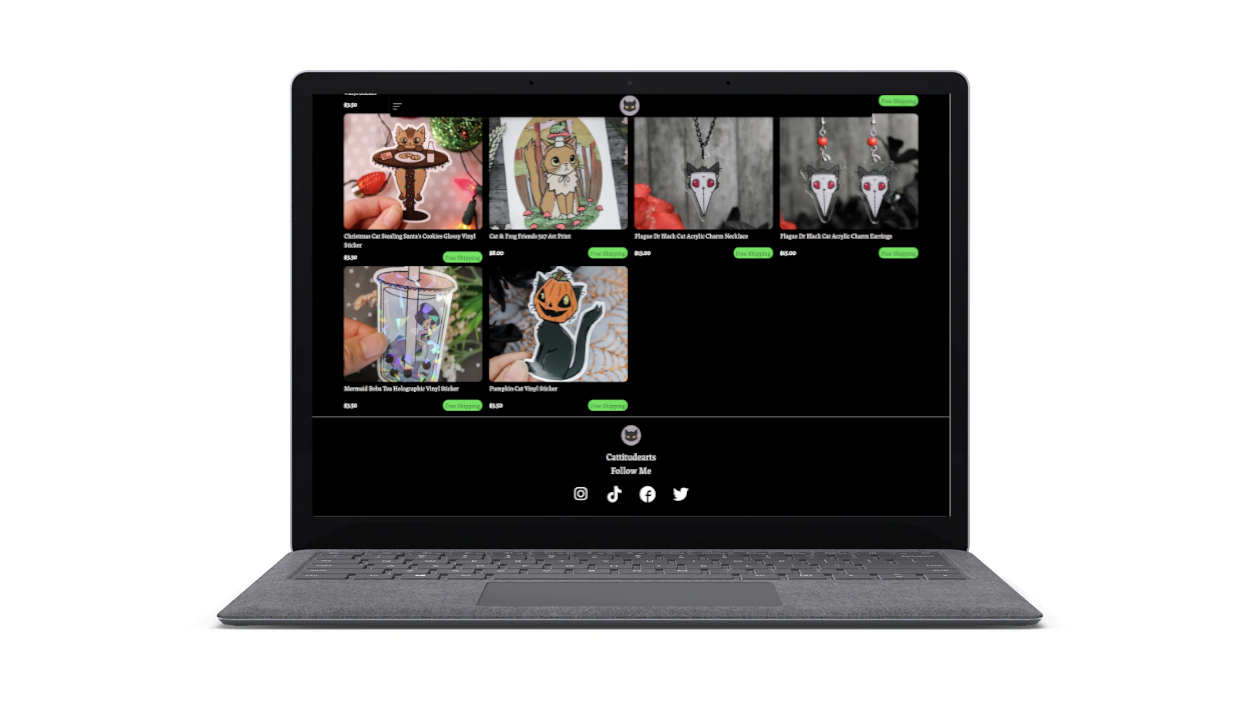 Vinyl Sticker
$3.50
Free Shipping
Christmas Cat Stealing Santa's Cookies Glossy Vinyl
Sticker
$3.50
Free Shipping
Cat & Frog Friends 5x7 Art Print
$8.00
Free Shipping
Plague Dr Black Cat Acrylic Charm Necklace
$13.00
Free Shipping
Plague Dr Black Cat Acrylic Charm Earrings
$15.00
Free Shipping
Mermaid Boba Tea Holographic Vinyl Sticker
$3.50
Free Shipping
Pumpkin Cat Vinyl Sticker
$3.50
Free Shipping
Cattitudearts
Follow Me